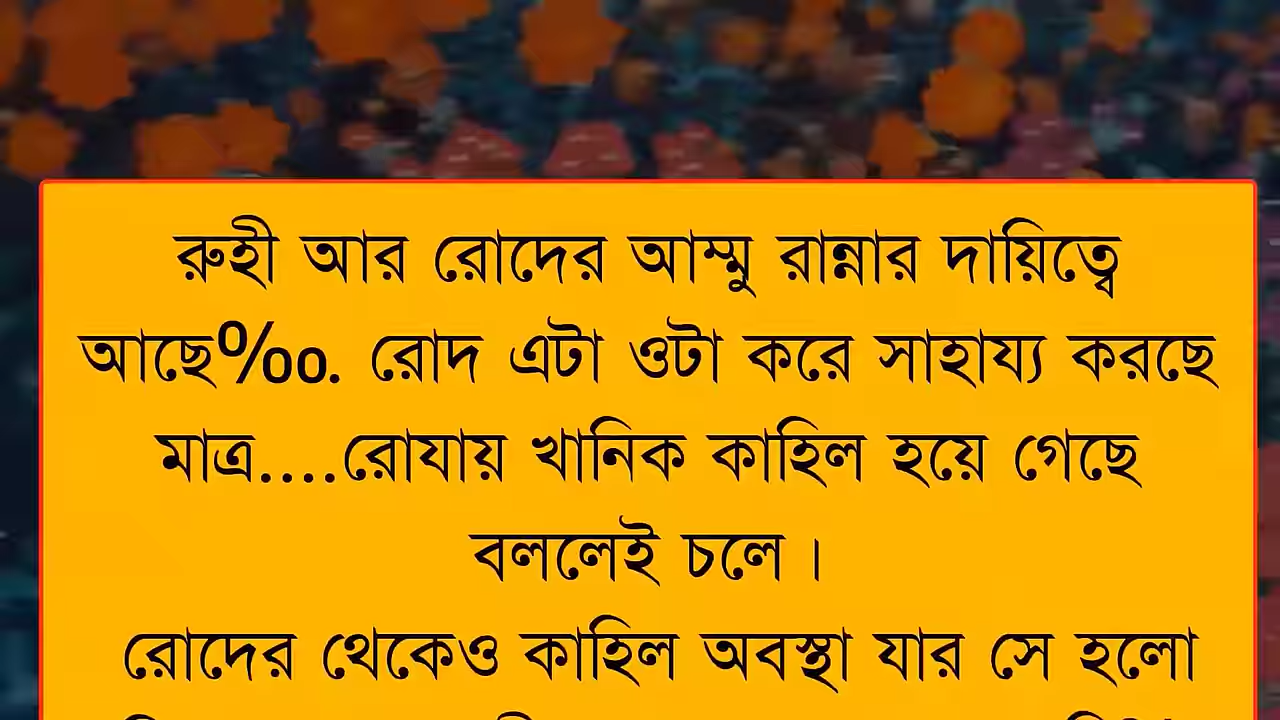 রুহী আর রোদের আম্মু রান্নার দায়িত্বে
আছে‰. রোদ এটা ওটা করে সাহায্য করছে
মাত্র....রোযায় খানিক কাহিল হয়ে গেছে
বললেই চলে ।
রোদের থেকেও কাহিল অবস্থা যার সে হলো